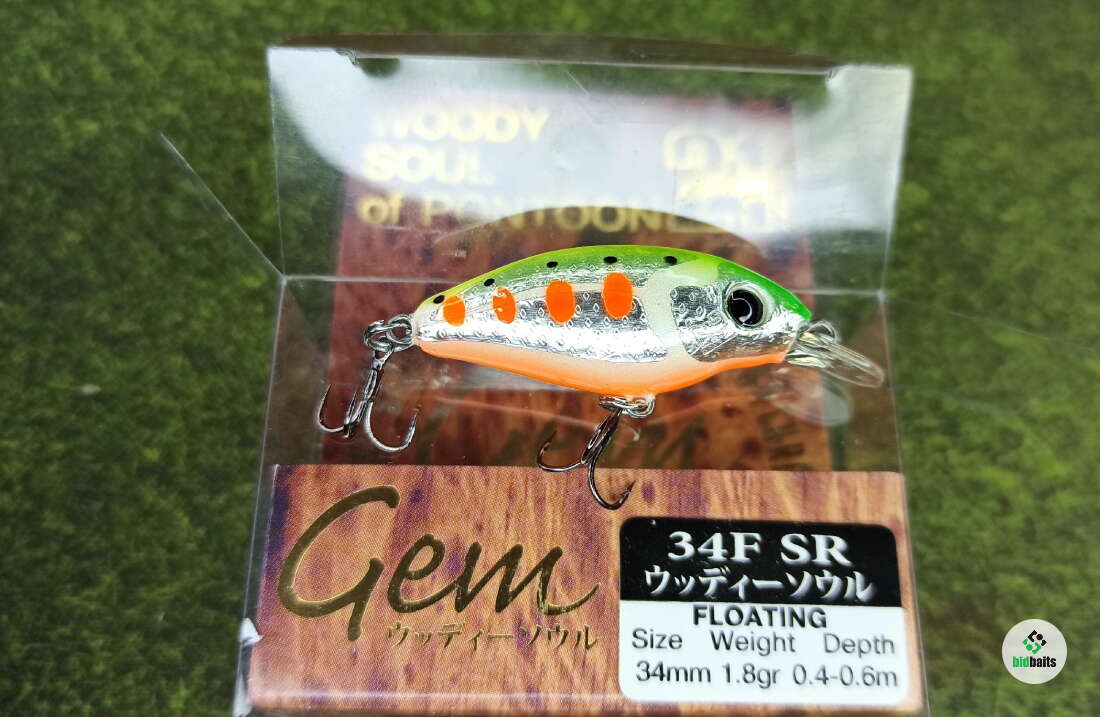 WOODY
SOUL
of PONTOON
Gem
ウッディーソウル
34F SR
ウッディーソウル
FLOATING
Size Weight Depth
34mm 1.8gr 0.4-0.6m
bidbaits